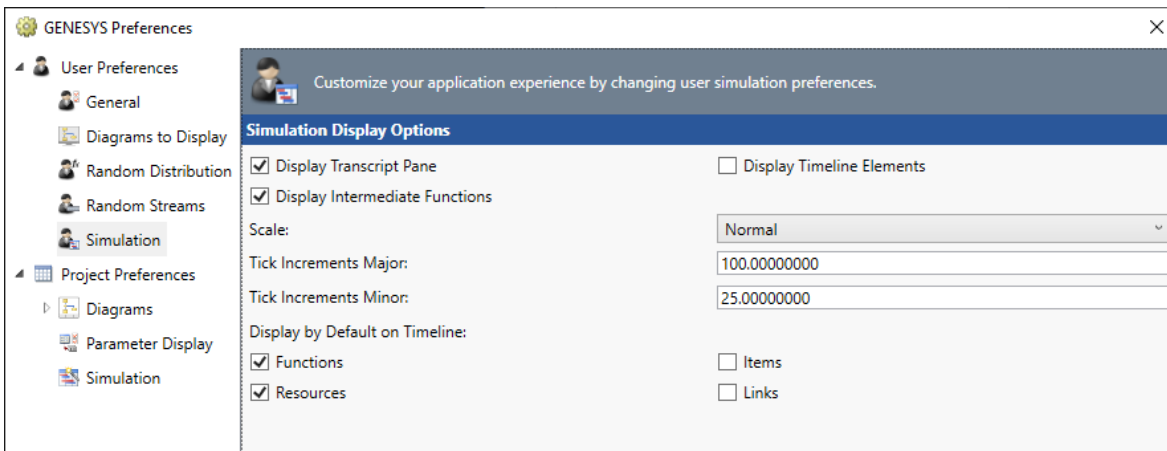 GENESYS Preferences
User Preferences
General
Diagrams to Display
Random Distribution
Random Streams
Simulation
Project Preferences
Diagrams
Parameter Display
Simulation
Customize your application experience by changing user simulation preferences.
Simulation Display Options
Display Transcript Pane
Display Timeline Elements
Display Intermediate Functions
Scale:
Normal
Tick Increments Major:
100.00000000
Tick Increments Minor:
25.00000000
Display by Default on Timeline:
Functions
Items
Resources
Links